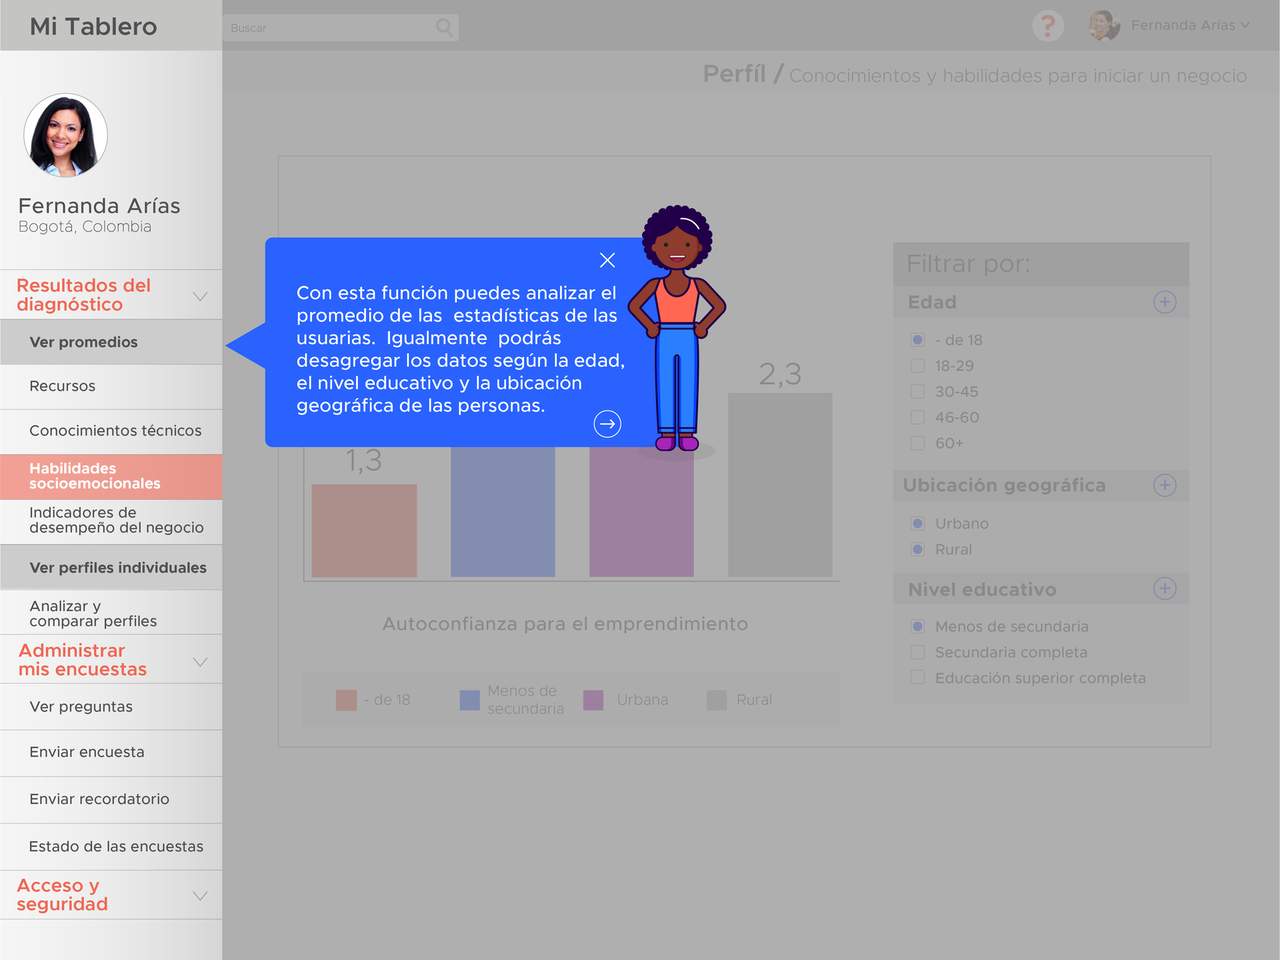 Mi Tablero
Buscar
?
Fernanda Arías
Perfíl / Conocimientos y habilidades para iniciar un negocio
Fernanda Arías
Bogotá, Colombia
Resultados del
diagnóstico
Ver promedios
Recursos
Conocimientos técnicos
Habilidades
socioemocionales
Indicadores de
desempeño del negocio
Ver perfiles individuales
Analizar y
comparar perfiles
Administrar
mis encuestas
Ver preguntas
Enviar encuesta
Enviar recordatorio
Estado de las encuestas
Acceso y
seguridad
Con esta función puedes analizar el
promedio de las estadísticas de las
usuarias. Igualmente podrás
desagregar los datos según la edad,
el nivel educativo y la ubicación
geográfica de las personas.
1,3
2,3
Autoconfianza para el emprendimiento
- de 18
Menos de
secundaria
Urbana
Rural
Filtrar por:
Edad
- de 18
18-29
30-45
46-60
60+
Ubicación geográfica
Urbano
Rural
Nivel educativo
Menos de secundaria
Secundaria completa
Educación superior completa